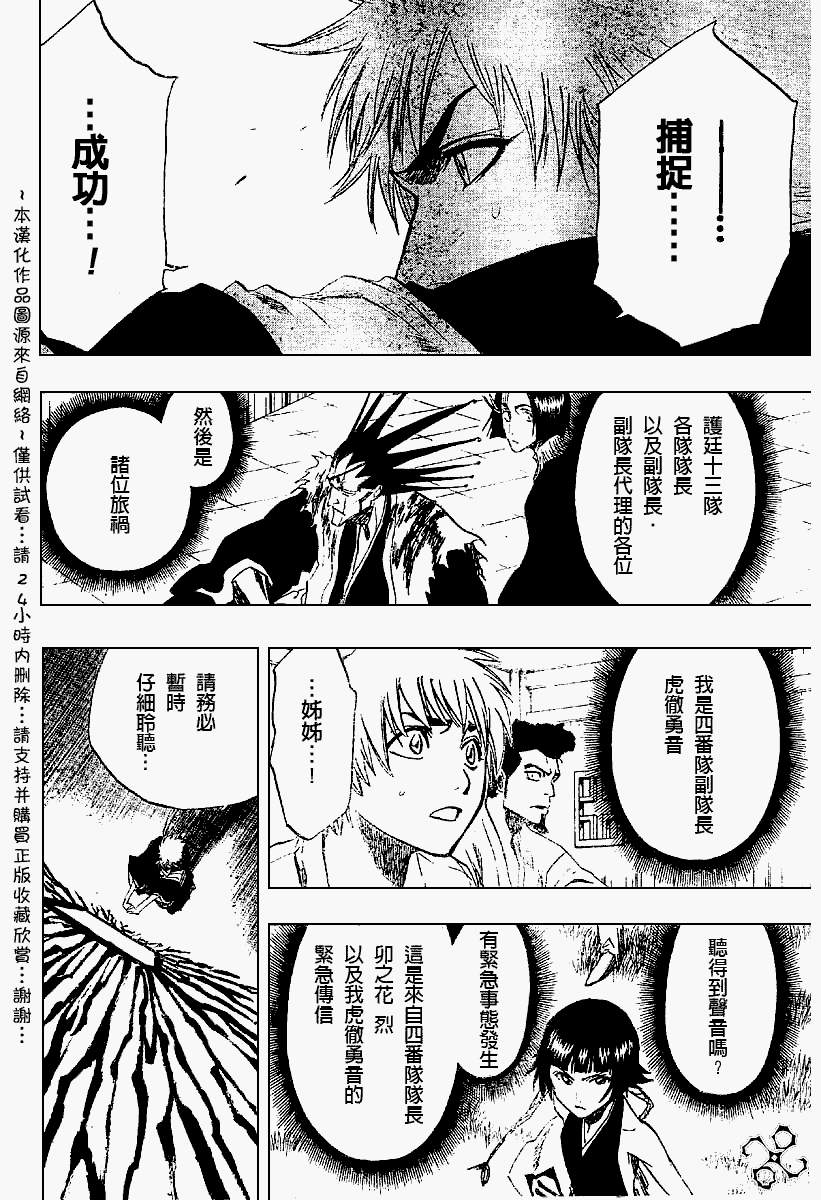 —…
捕捉……
…成功…！
護廷十三隊
各隊隊長
以及副隊長．
副隊長代理的各位
然後是
諸位旅禍
我是四番隊副隊長
虎徹勇音
…姊姊…！
聽得到聲音嗎？
有緊急事態發生
這是來自四番隊隊長
卯之花 烈
以及我虎徹勇音的
緊急傳信
請務必
暫時
仔細聆聽…
~本漢化作品圖源來自網絡~僅供試看…請24小時內刪除…請支持并購買正版收藏欣賞…謝謝…